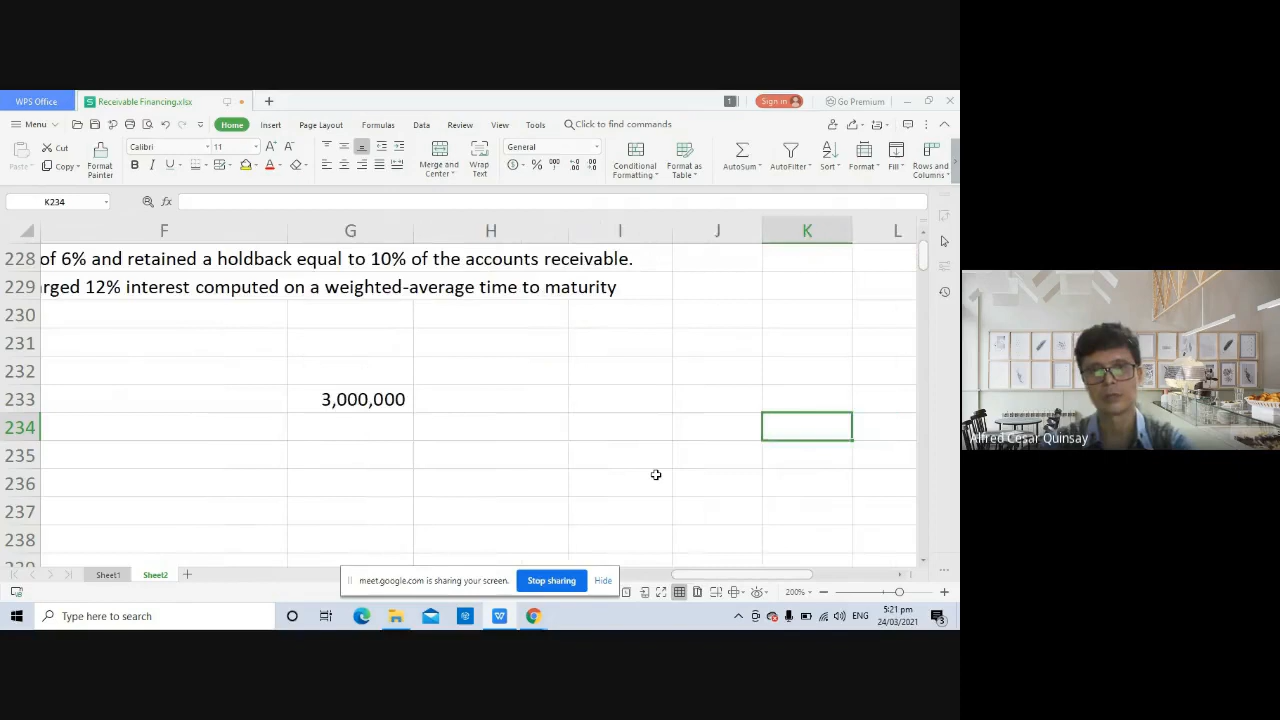 WPS Office
Receivable Financing.xlsx
Sign in
Go Premium
Menu
Home
Insert
Page Layout
Formulas
Data
Review
View
Tools
Click to find commands
Paste
Cut
Copy
Format Painter
Calibri
11
B I U A
Merge and Center
Wrap Text
General
Conditional Formatting
Format as Table
AutoSum
AutoFilter
Sort
Format
Fill
Rows and Columns
K234
fx
F G H I J K L
228 of 6% and retained a holdback equal to 10% of the accounts receivable.
229 arged 12% interest computed on a weighted-average time to maturity
230
231
232
233 3,000,000
234
235
236
237
238
Alfred Cesar Quinsay
Sheet1
Sheet2
meet.google.com is sharing your screen.
Stop sharing
Hide
200%
Type here to search
ENG
5:21 pm
24/03/2021
3